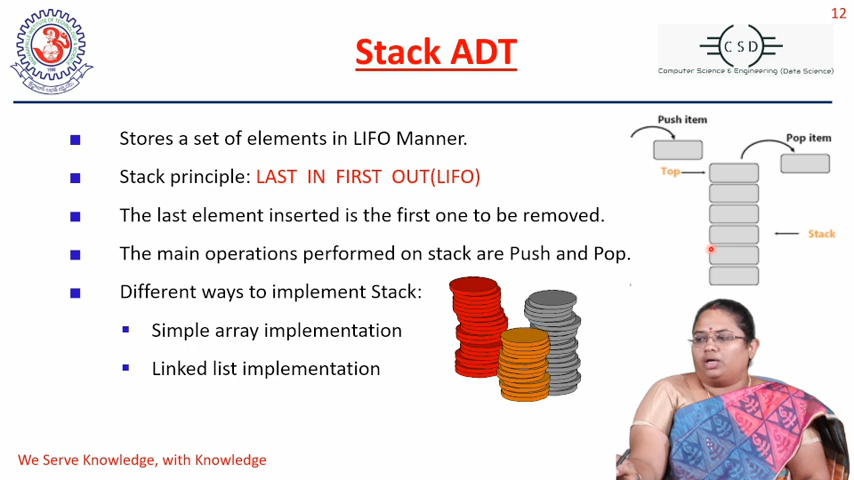 12
Stack ADT
C S D
Computer Science & Engineering (Data Science)
Stores a set of elements in LIFO Manner.
Stack principle: LAST IN FIRST OUT(LIFO)
The last element inserted is the first one to be removed.
The main operations performed on stack are Push and Pop.
Different ways to implement Stack:
Simple array implementation
Linked list implementation
Push item
Pop item
Top
Stack
We Serve Knowledge, with Knowledge